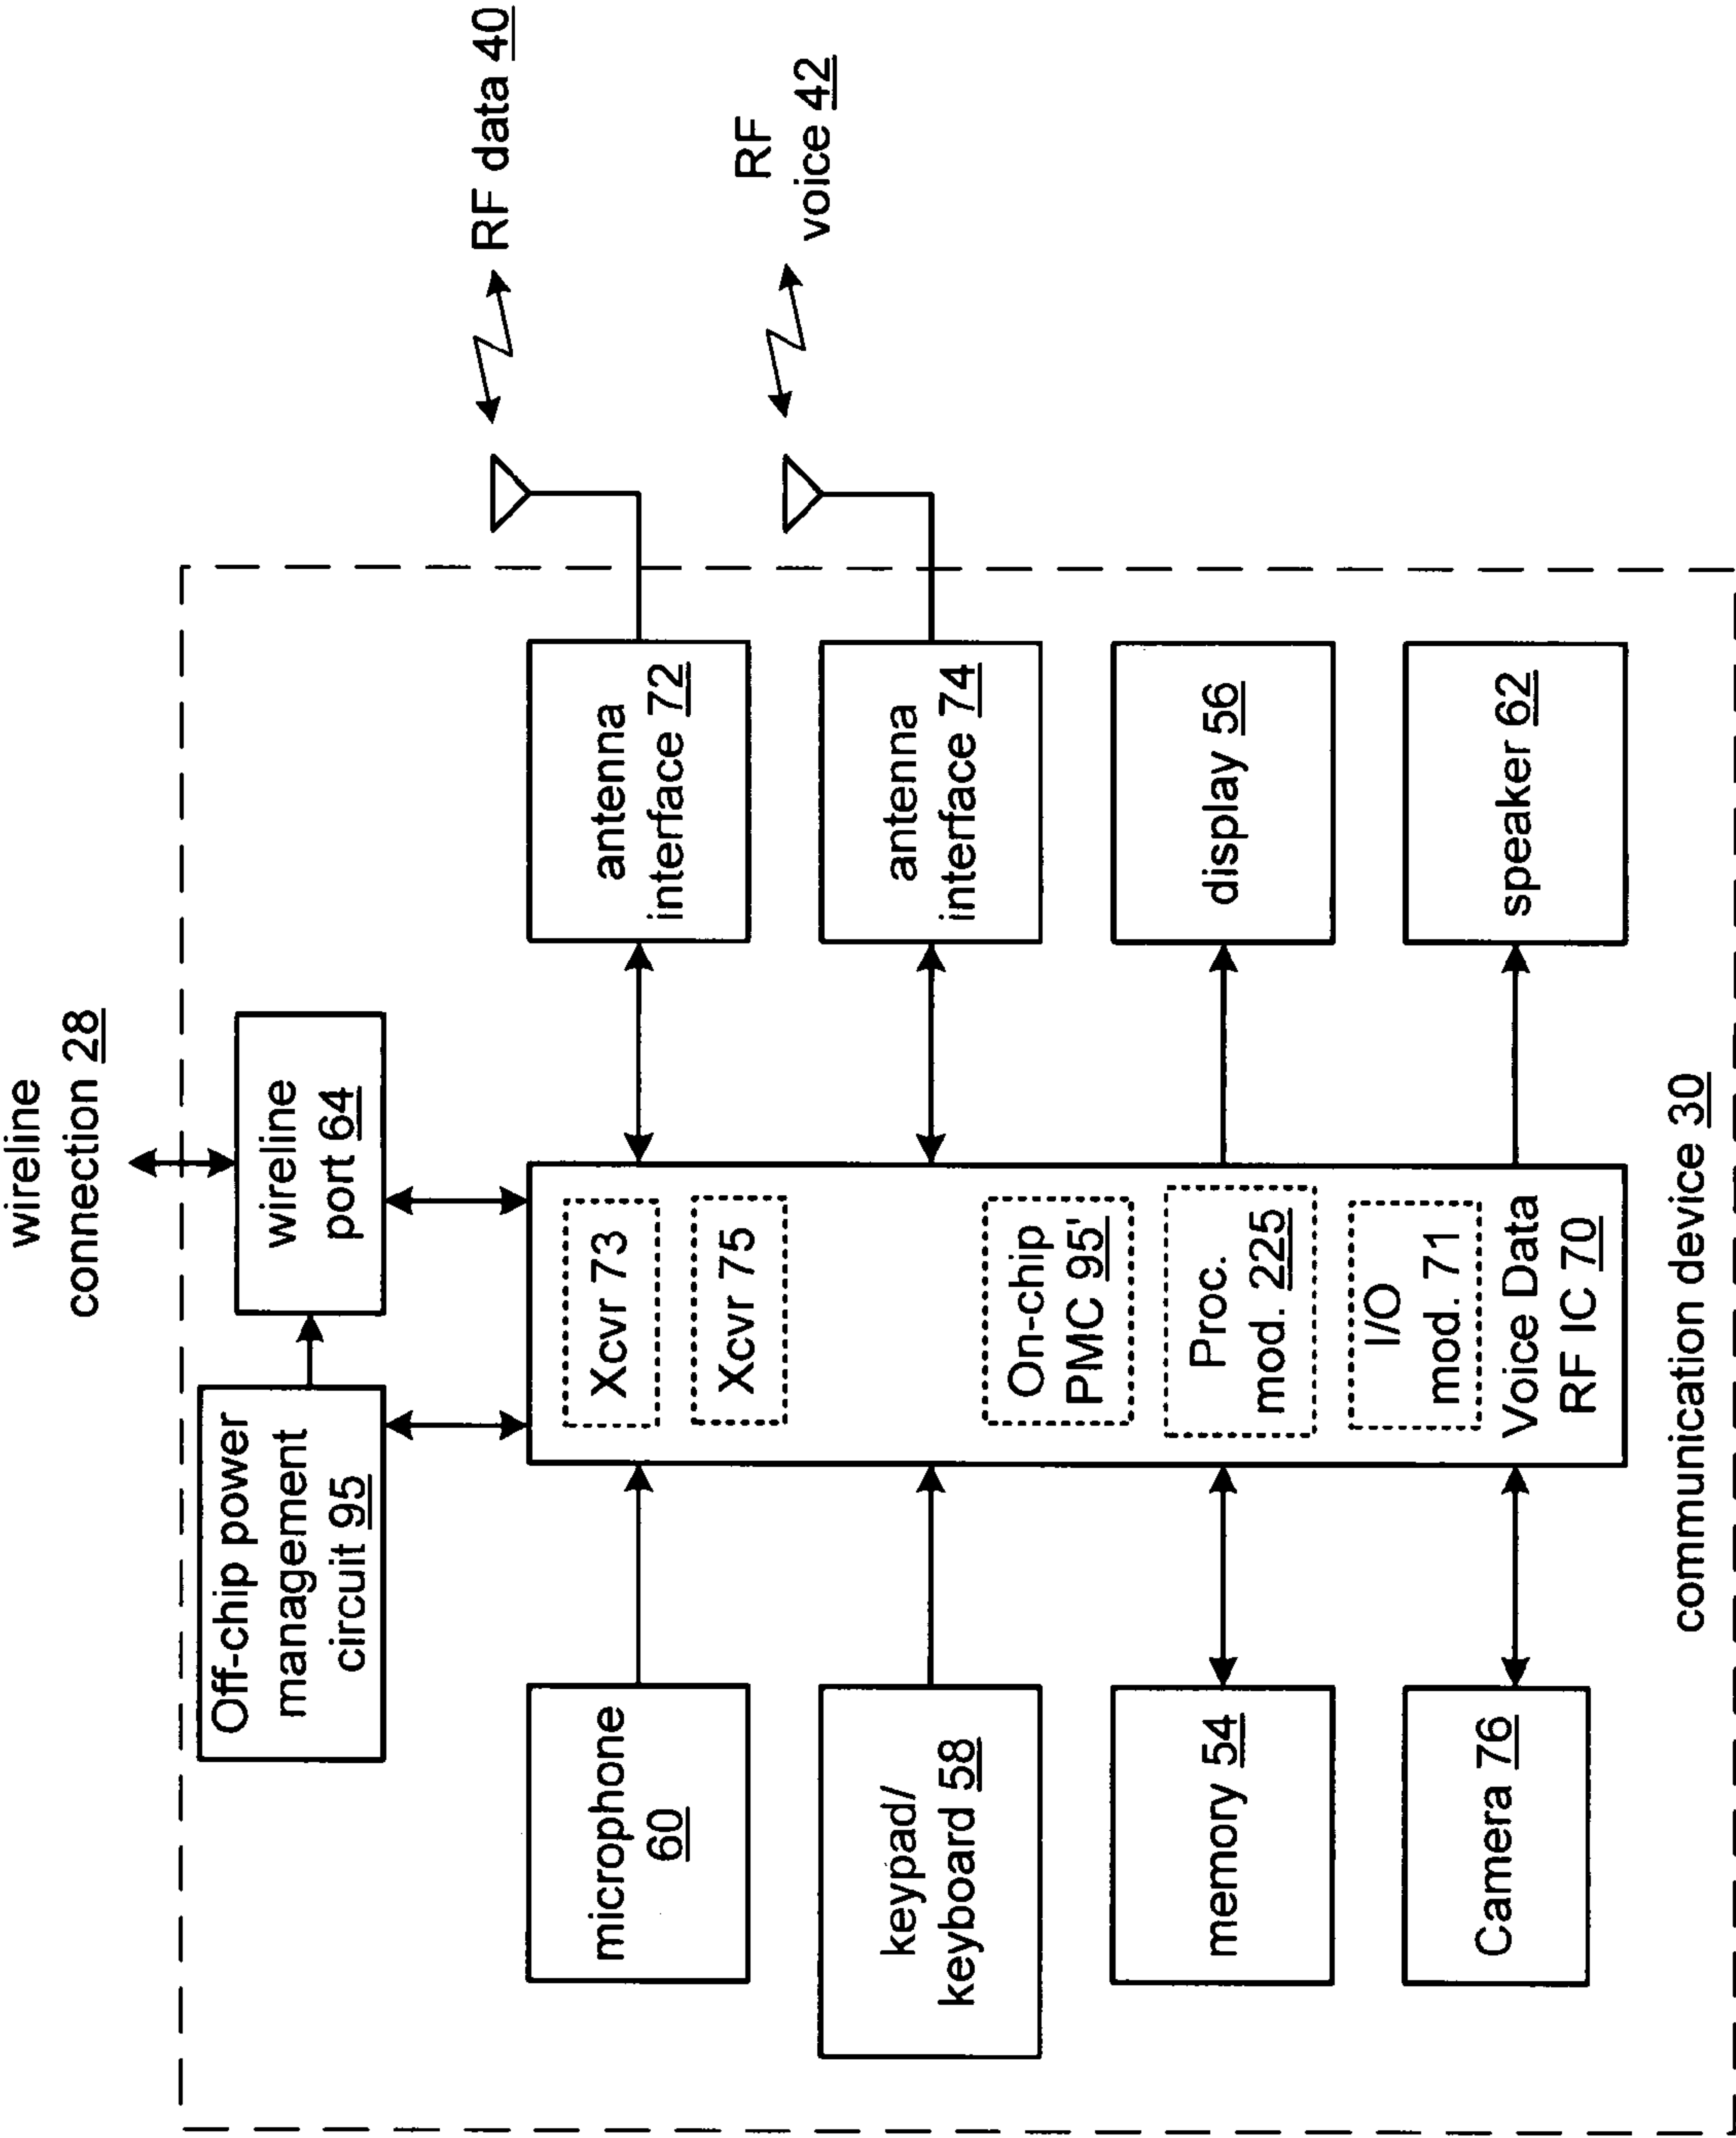 wireline
connection 28
Off-chip power
management
circuit 95
wireline
port 64
RF data 40
RF
voice 42
microphone
60
keypad/
keyboard 58
memory 54
Camera 76
Xcvr 73
Xcvr 75
On-chip
PMC 95'
Proc.
mod. 225
I/O
mod. 71
Voice Data
RF IC 70
antenna
interface 72
antenna
interface 74
display 56
speaker 62
communication device 30